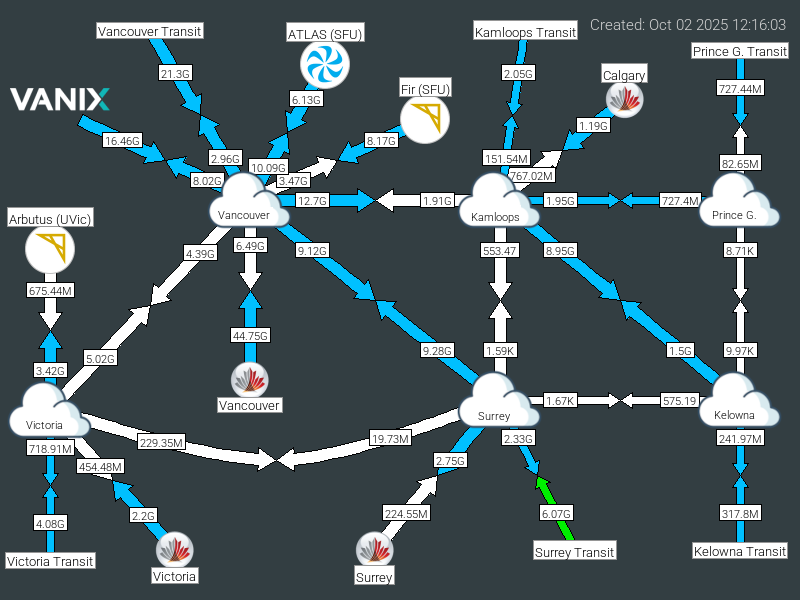 Created: Oct 02 2025 12:16:03
Vancouver Transit
ATLAS (SFU)
Kamloops Transit
Prince G. Transit
21.3G
2.05G
Calgary
VANIX
6.13G
Fir (SFU)
727.44M
16.46G
8.17G
1.19G
2.96G
151.54M
82.65M
10.09G
8.02G
3.47G
767.02M
12.7G
1.91G
1.95G
727.4M
Vancouver
Kamloops
Prince G.
Arbutus (UVic)
4.39G
6.49G
9.12G
553.47
8.95G
8.71K
675.44M
44.75G
5.02G
9.28G
1.59K
1.5G
9.97K
3.42G
Vancouver
1.67K
575.19
Victoria
Surrey
Kelowna
229.35M
19.73M
2.33G
241.97M
718.91M
454.48M
2.75G
4.08G
2.2G
224.55M
6.07G
317.8M
Victoria Transit
Victoria
Surrey
Surrey Transit
Kelowna Transit